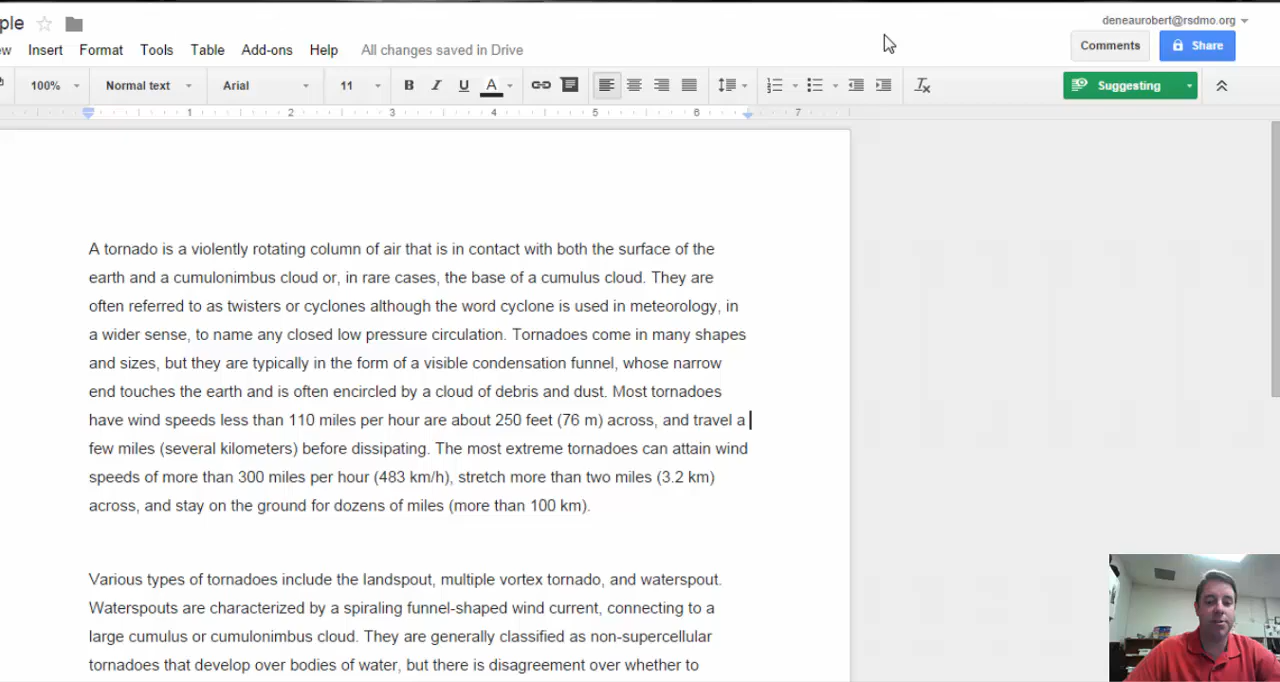 ple
deneaurobert@rsdmo.org
Insert Format Tools Table Add-ons Help All changes saved in Drive
Comments Share
100% Normal text Arial 11 B I U A Suggesting
1 2 3 4 5 6 7
A tornado is a violently rotating column of air that is in contact with both the surface of the
earth and a cumulonimbus cloud or, in rare cases, the base of a cumulus cloud. They are
often referred to as twisters or cyclones although the word cyclone is used in meteorology, in
a wider sense, to name any closed low pressure circulation. Tornadoes come in many shapes
and sizes, but they are typically in the form of a visible condensation funnel, whose narrow
end touches the earth and is often encircled by a cloud of debris and dust. Most tornadoes
have wind speeds less than 110 miles per hour are about 250 feet (76 m) across, and travel a
few miles (several kilometers) before dissipating. The most extreme tornadoes can attain wind
speeds of more than 300 miles per hour (483 km/h), stretch more than two miles (3.2 km)
across, and stay on the ground for dozens of miles (more than 100 km).
Various types of tornadoes include the landspout, multiple vortex tornado, and waterspout.
Waterspouts are characterized by a spiraling funnel-shaped wind current, connecting to a
large cumulus or cumulonimbus cloud. They are generally classified as non-supercellular
tornadoes that develop over bodies of water, but there is disagreement over whether to